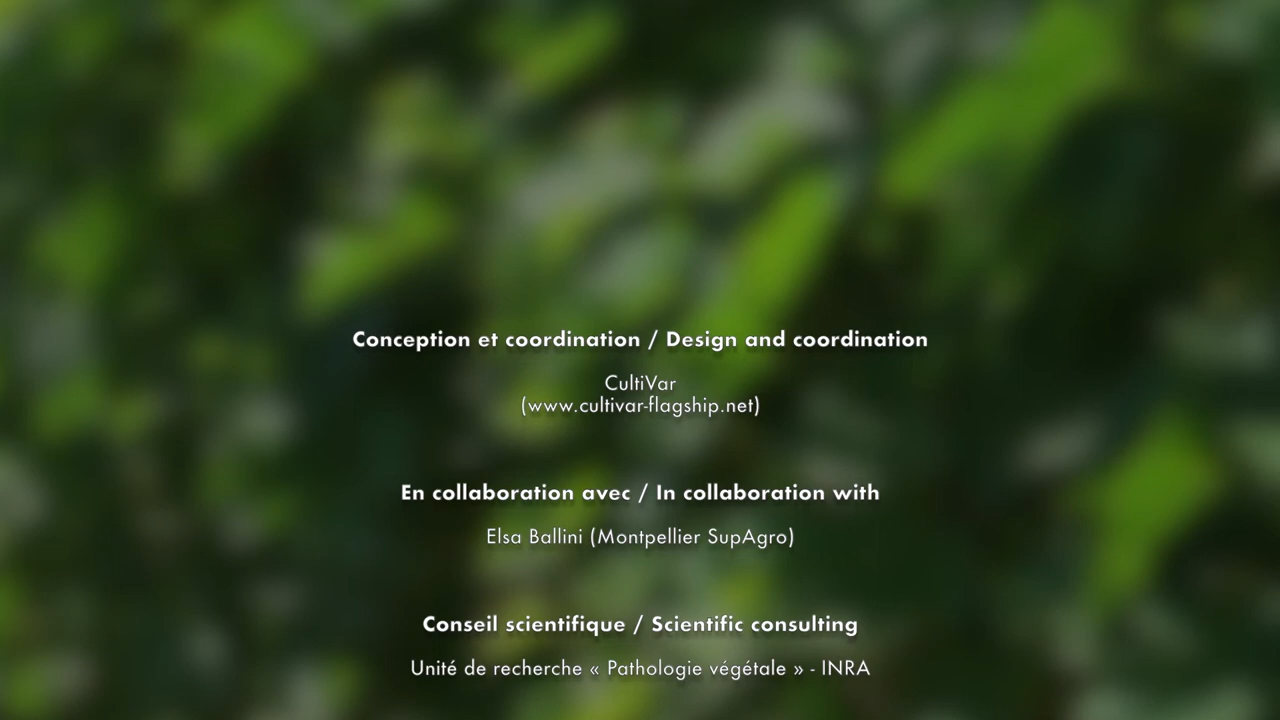 Conception et coordination / Design and coordination
CultiVar
(www.cultivar-flagship.net)
En collaboration avec / In collaboration with
Elsa Ballini (Montpellier SupAgro)
Conseil scientifique / Scientific consulting
Unité de recherche « Pathologie végétale » - INRA